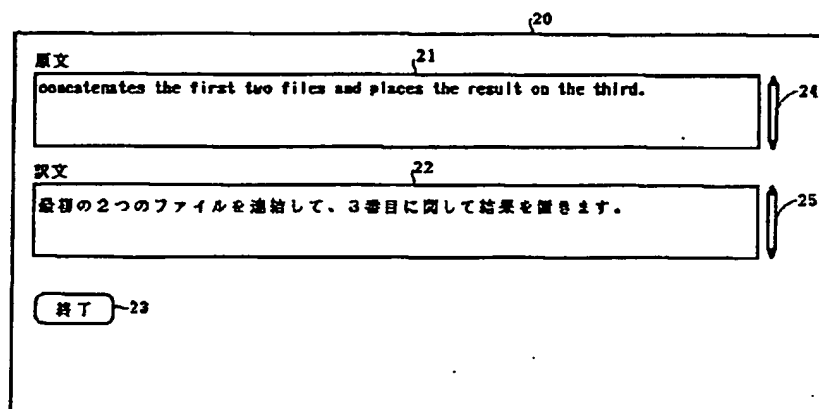 20
原文
21
concatenates the first two files and places the result on the third.
24
訳文
22
最初の2つのファイルを連結して、3番目に関して結果を置きます。
25
終了
23